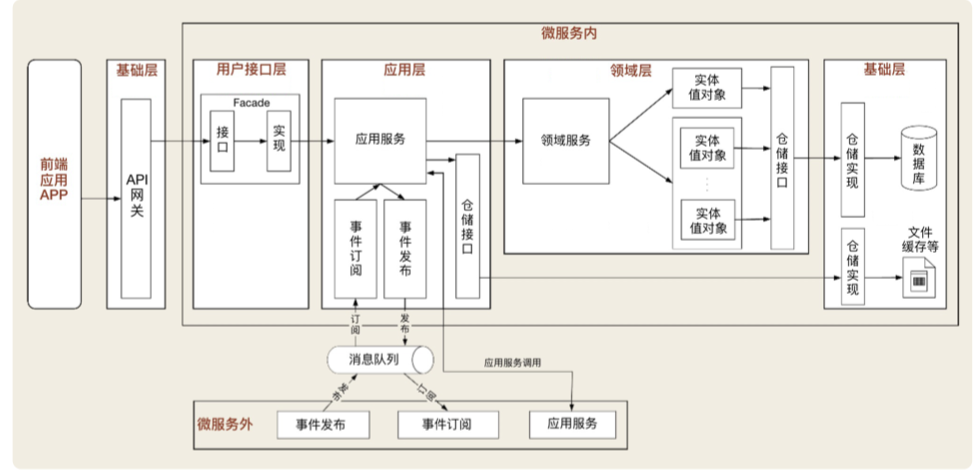 微服务内
前端
应用
APP
基础层
API
网关
用户接口层
Facade
接口
实现
应用层
应用服务
事件订阅
事件发布
仓储接口
领域层
领域服务
实体
值对象
实体
值对象
实体
值对象
仓储接口
基础层
仓储实现
数据库
仓储实现
文件
缓存等
订阅
发布
消息队列
应用服务调用
发布
订阅
微服务外
事件发布
事件订阅
应用服务